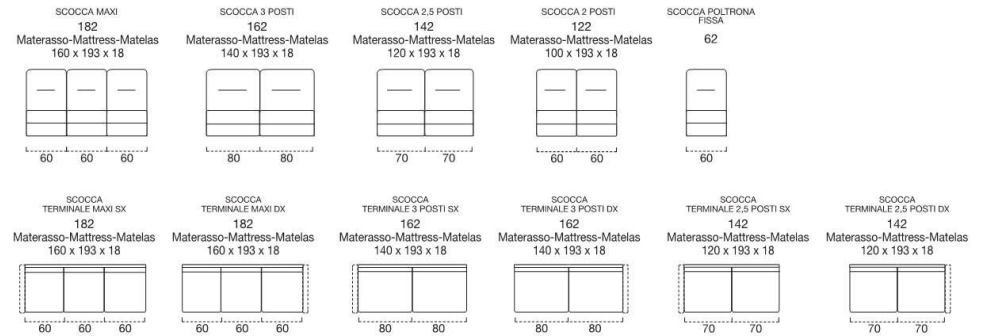 SCOCCA MAXI
182
Materasso-Mattress-Matelas
160 x 193 x 18
60 60 60
SCOCCA 3 POSTI
162
Materasso-Mattress-Matelas
140 x 193 x 18
80 80
SCOCCA 2,5 POSTI
142
Materasso-Mattress-Matelas
120 x 193 x 18
70 70
SCOCCA 2 POSTI
122
Materasso-Mattress-Matelas
100 x 193 x 18
60 60
SCOCCA POLTRONA
FISSA
62
60
SCOCCA
TERMINALE MAXI SX
182
Materasso-Mattress-Matelas
160 x 193 x 18
60 60 60
SCOCCA
TERMINALE MAXI DX
182
Materasso-Mattress-Matelas
160 x 193 x 18
60 60 60
SCOCCA
TERMINALE 3 POSTI SX
162
Materasso-Mattress-Matelas
140 x 193 x 18
80 80
SCOCCA
TERMINALE 3 POSTI DX
162
Materasso-Mattress-Matelas
140 x 193 x 18
80 80
SCOCCA
TERMINALE 2,5 POSTI SX
142
Materasso-Mattress-Matelas
120 x 193 x 18
70 70
SCOCCA
TERMINALE 2,5 POSTI DX
142
Materasso-Mattress-Matelas
120 x 193 x 18
70 70